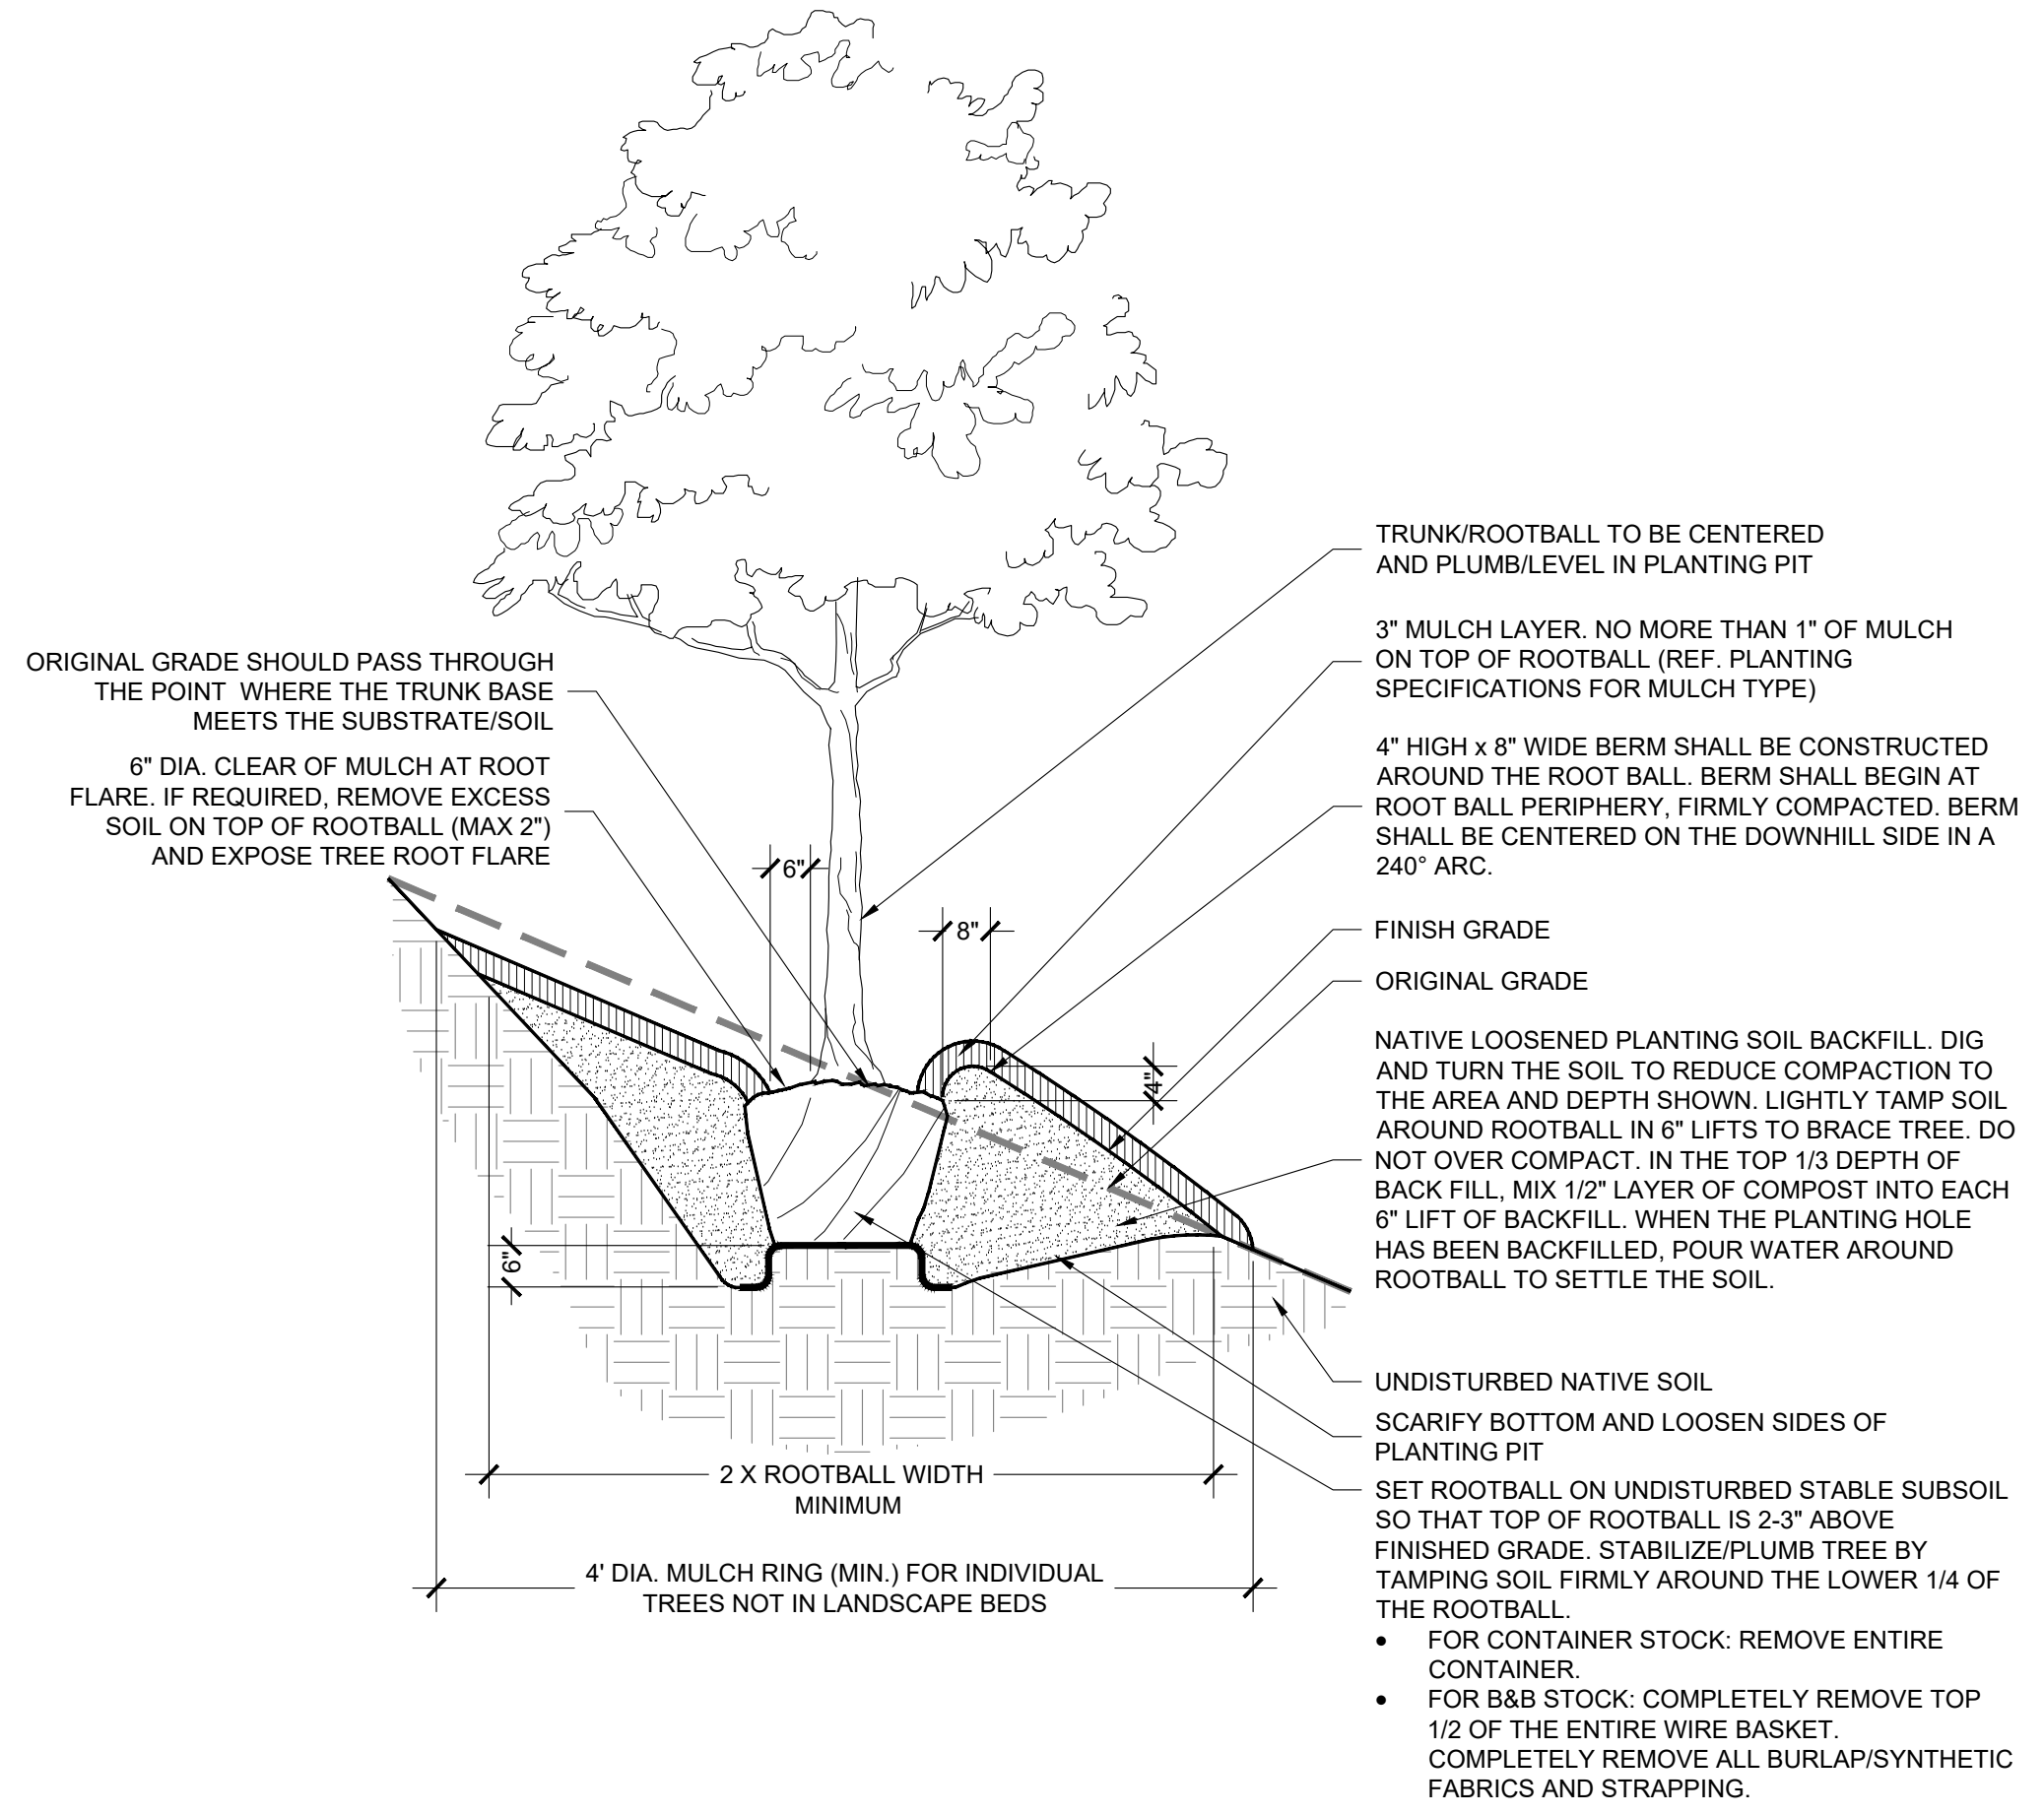 TRUNK/ROOTBALL TO BE CENTERED
AND PLUMB/LEVEL IN PLANTING PIT
3" MULCH LAYER. NO MORE THAN 1" OF MULCH
ON TOP OF ROOTBALL (REF. PLANTING
SPECIFICATIONS FOR MULCH TYPE)
ORIGINAL GRADE SHOULD PASS THROUGH
THE POINT WHERE THE TRUNK BASE
MEETS THE SUBSTRATE/SOIL
6" DIA. CLEAR OF MULCH AT ROOT
FLARE. IF REQUIRED, REMOVE EXCESS
SOIL ON TOP OF ROOTBALL (MAX 2")
AND EXPOSE TREE ROOT FLARE
4" HIGH x 8" WIDE BERM SHALL BE CONSTRUCTED
AROUND THE ROOT BALL. BERM SHALL BEGIN AT
ROOT BALL PERIPHERY, FIRMLY COMPACTED. BERM
SHALL BE CENTERED ON THE DOWNHILL SIDE IN A
240° ARC.
6"
8"
FINISH GRADE
ORIGINAL GRADE
4"
NATIVE LOOSENED PLANTING SOIL BACKFILL. DIG
AND TURN THE SOIL TO REDUCE COMPACTION TO
THE AREA AND DEPTH SHOWN. LIGHTLY TAMP SOIL
AROUND ROOTBALL IN 6" LIFTS TO BRACE TREE. DO
NOT OVER COMPACT. IN THE TOP 1/3 DEPTH OF
BACK FILL, MIX 1/2" LAYER OF COMPOST INTO EACH
6" LIFT OF BACKFILL. WHEN THE PLANTING HOLE
HAS BEEN BACKFILLED, POUR WATER AROUND
ROOTBALL TO SETTLE THE SOIL.
6"
UNDISTURBED NATIVE SOIL
SCARIFY BOTTOM AND LOOSEN SIDES OF
PLANTING PIT
2 X ROOTBALL WIDTH
MINIMUM
4' DIA. MULCH RING (MIN.) FOR INDIVIDUAL
TREES NOT IN LANDSCAPE BEDS
SET ROOTBALL ON UNDISTURBED STABLE SUBSOIL
SO THAT TOP OF ROOTBALL IS 2-3" ABOVE
FINISHED GRADE. STABILIZE/PLUMB TREE BY
TAMPING SOIL FIRMLY AROUND THE LOWER 1/4 OF
THE ROOTBALL.
• FOR CONTAINER STOCK: REMOVE ENTIRE
CONTAINER.
• FOR B&B STOCK: COMPLETELY REMOVE TOP
1/2 OF THE ENTIRE WIRE BASKET.
COMPLETELY REMOVE ALL BURLAP/SYNTHETIC
FABRICS AND STRAPPING.